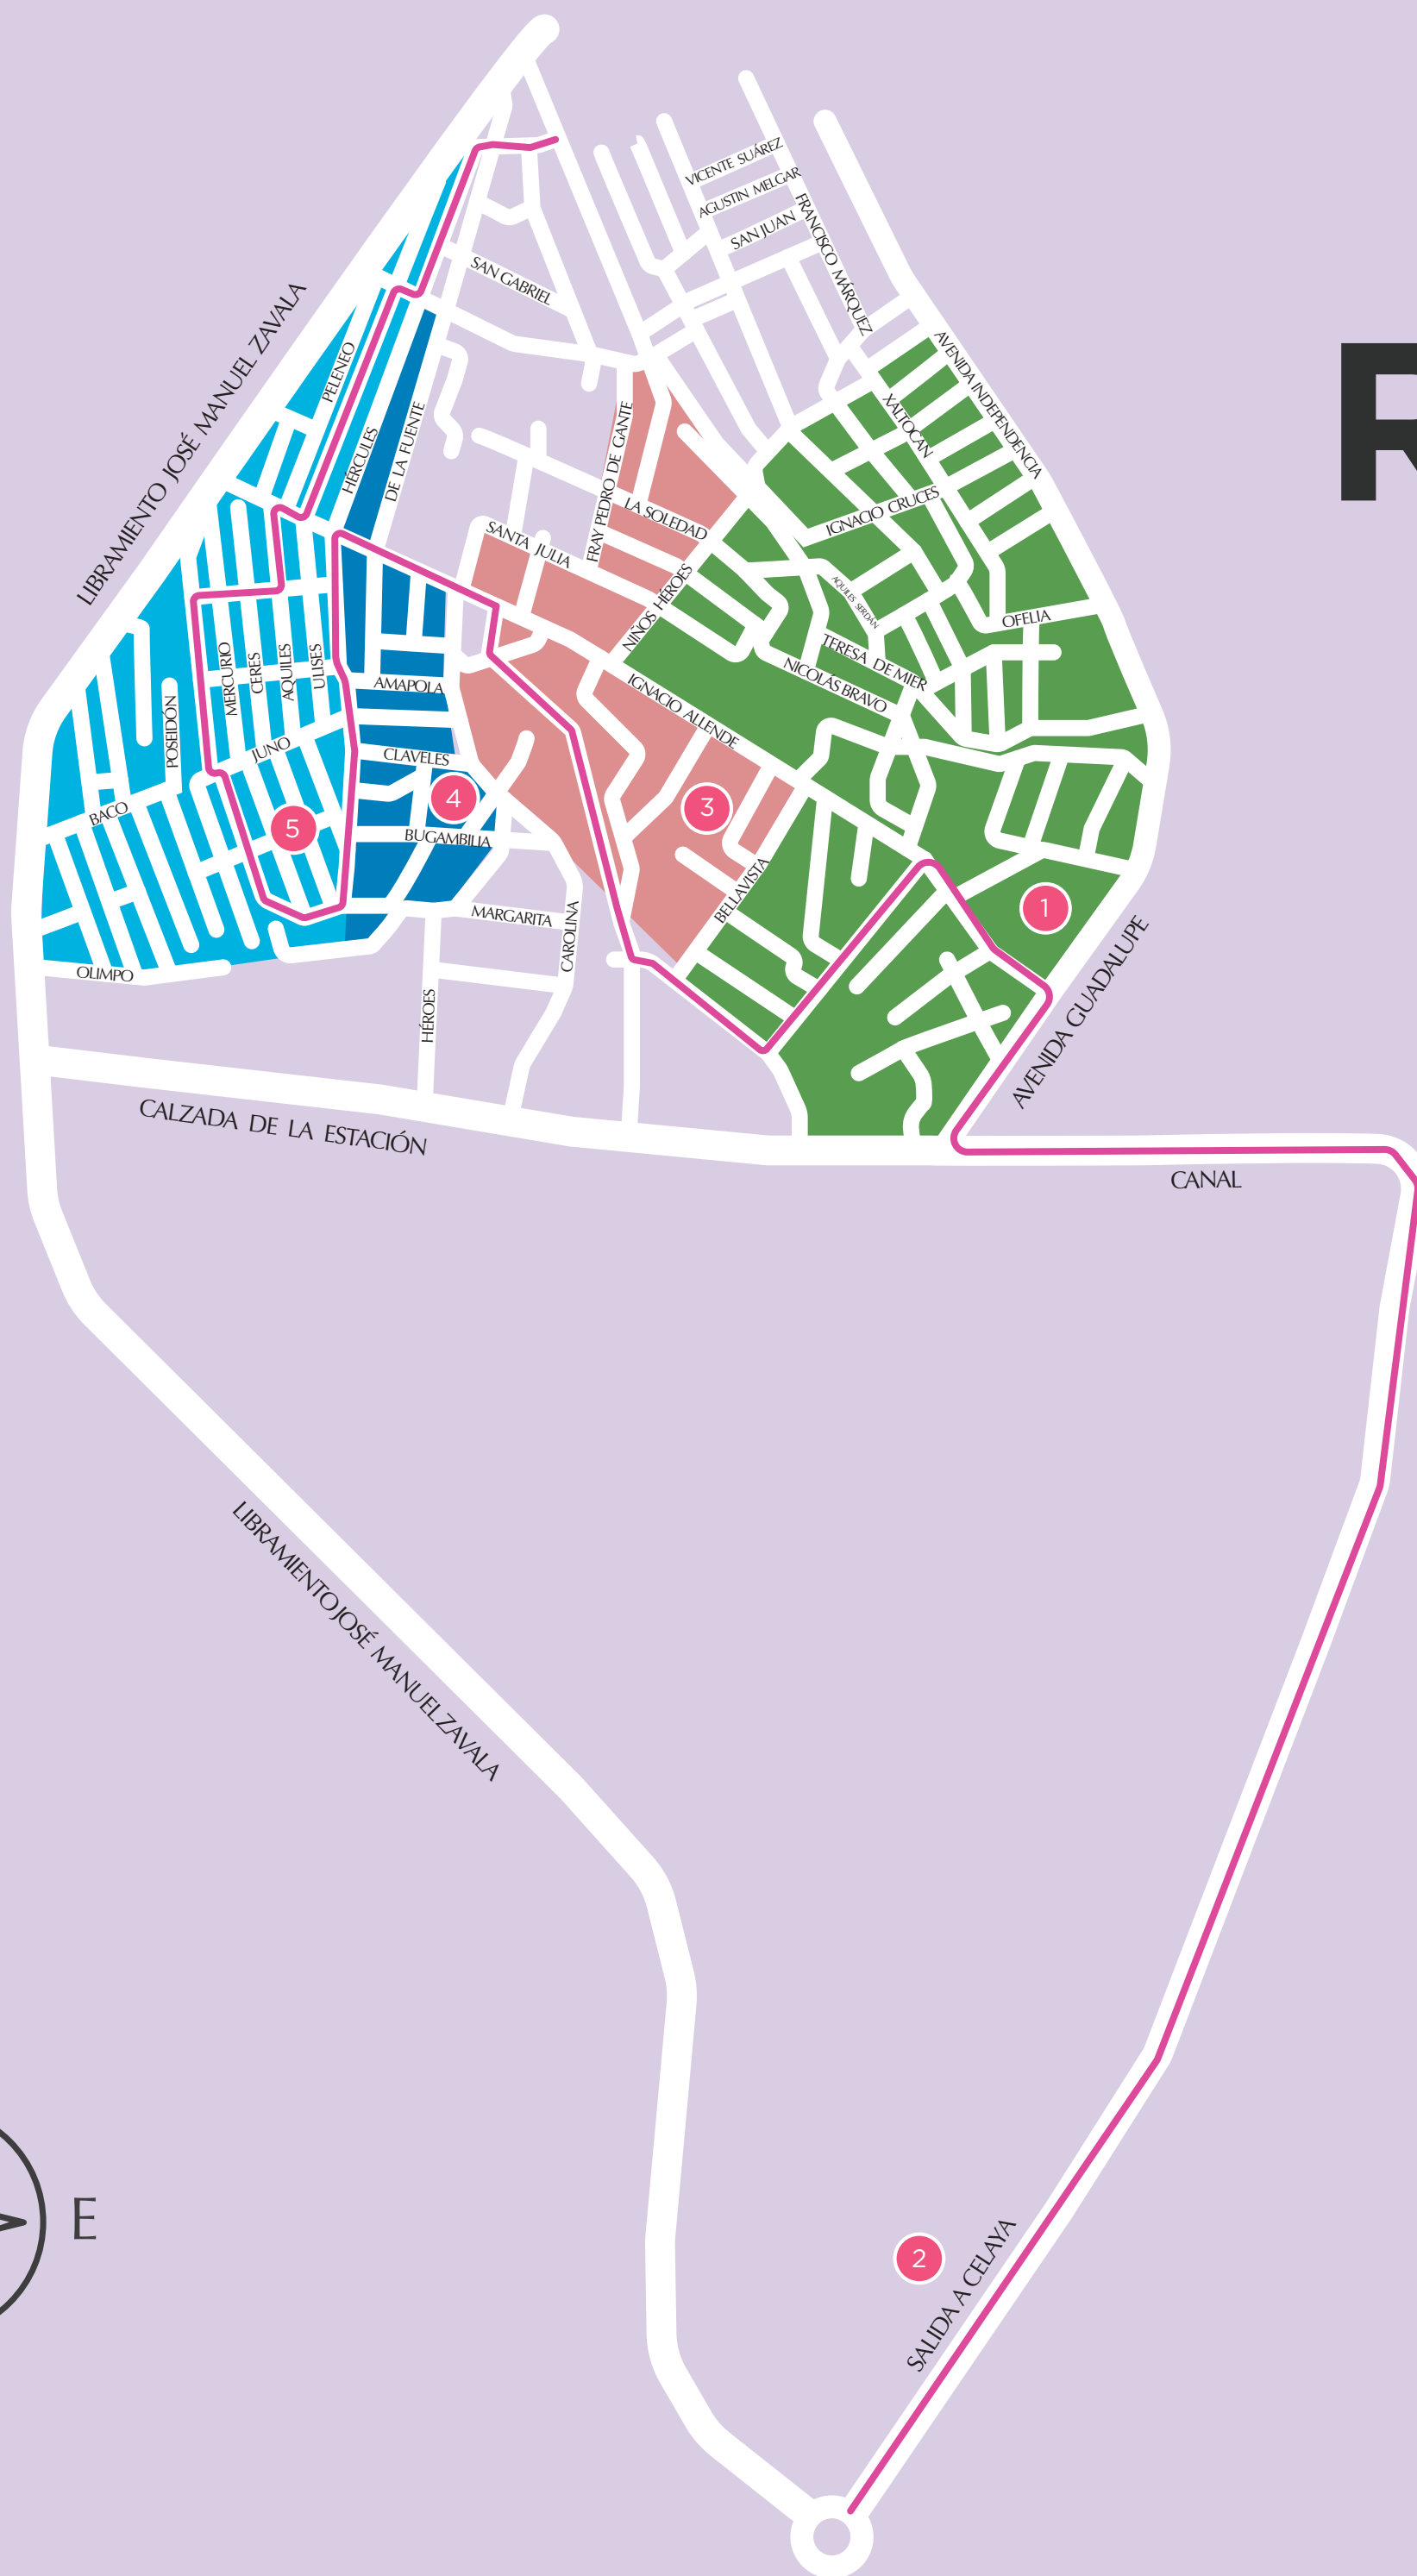 VICENTE SUÁREZ
AGUSTIN MELGAR
SAN JUAN
FRANCISCO MÁRQUEZ
SAN GABRIEL
LIBRAMIENTO JOSÉ MANUEL ZAVALA
PELENEO
HÉRCULES
DE LA FUENTE
AVENIDA INDEPENDENCIA
R
XALTOCAN
FRAY PEDRO DE GANTE
LA SOLEDAD
IGNACIO CRUCES
SANTA JULIA
NIÑOS HÉROES
AQUILES SERDÁN
OFELIA
TERESA DE MIER
NICOLÁS BRAVO
MERCURIO
CERES
AQUILES
ULISES
AMAPOLA
IGNACIO ALLENDE
POSEIDÓN
JUNO
CLAVELES
4
3
BACO
5
BUGAMBILIA
BELLAVISTA
1
MARGARITA
CAROLINA
OLIMPO
HÉROES
AVENIDA GUADALUPE
CALZADA DE LA ESTACIÓN
CANAL
LIBRAMIENTO JOSÉ MANUEL ZAVALA
E
2
SALIDA A CELAYA